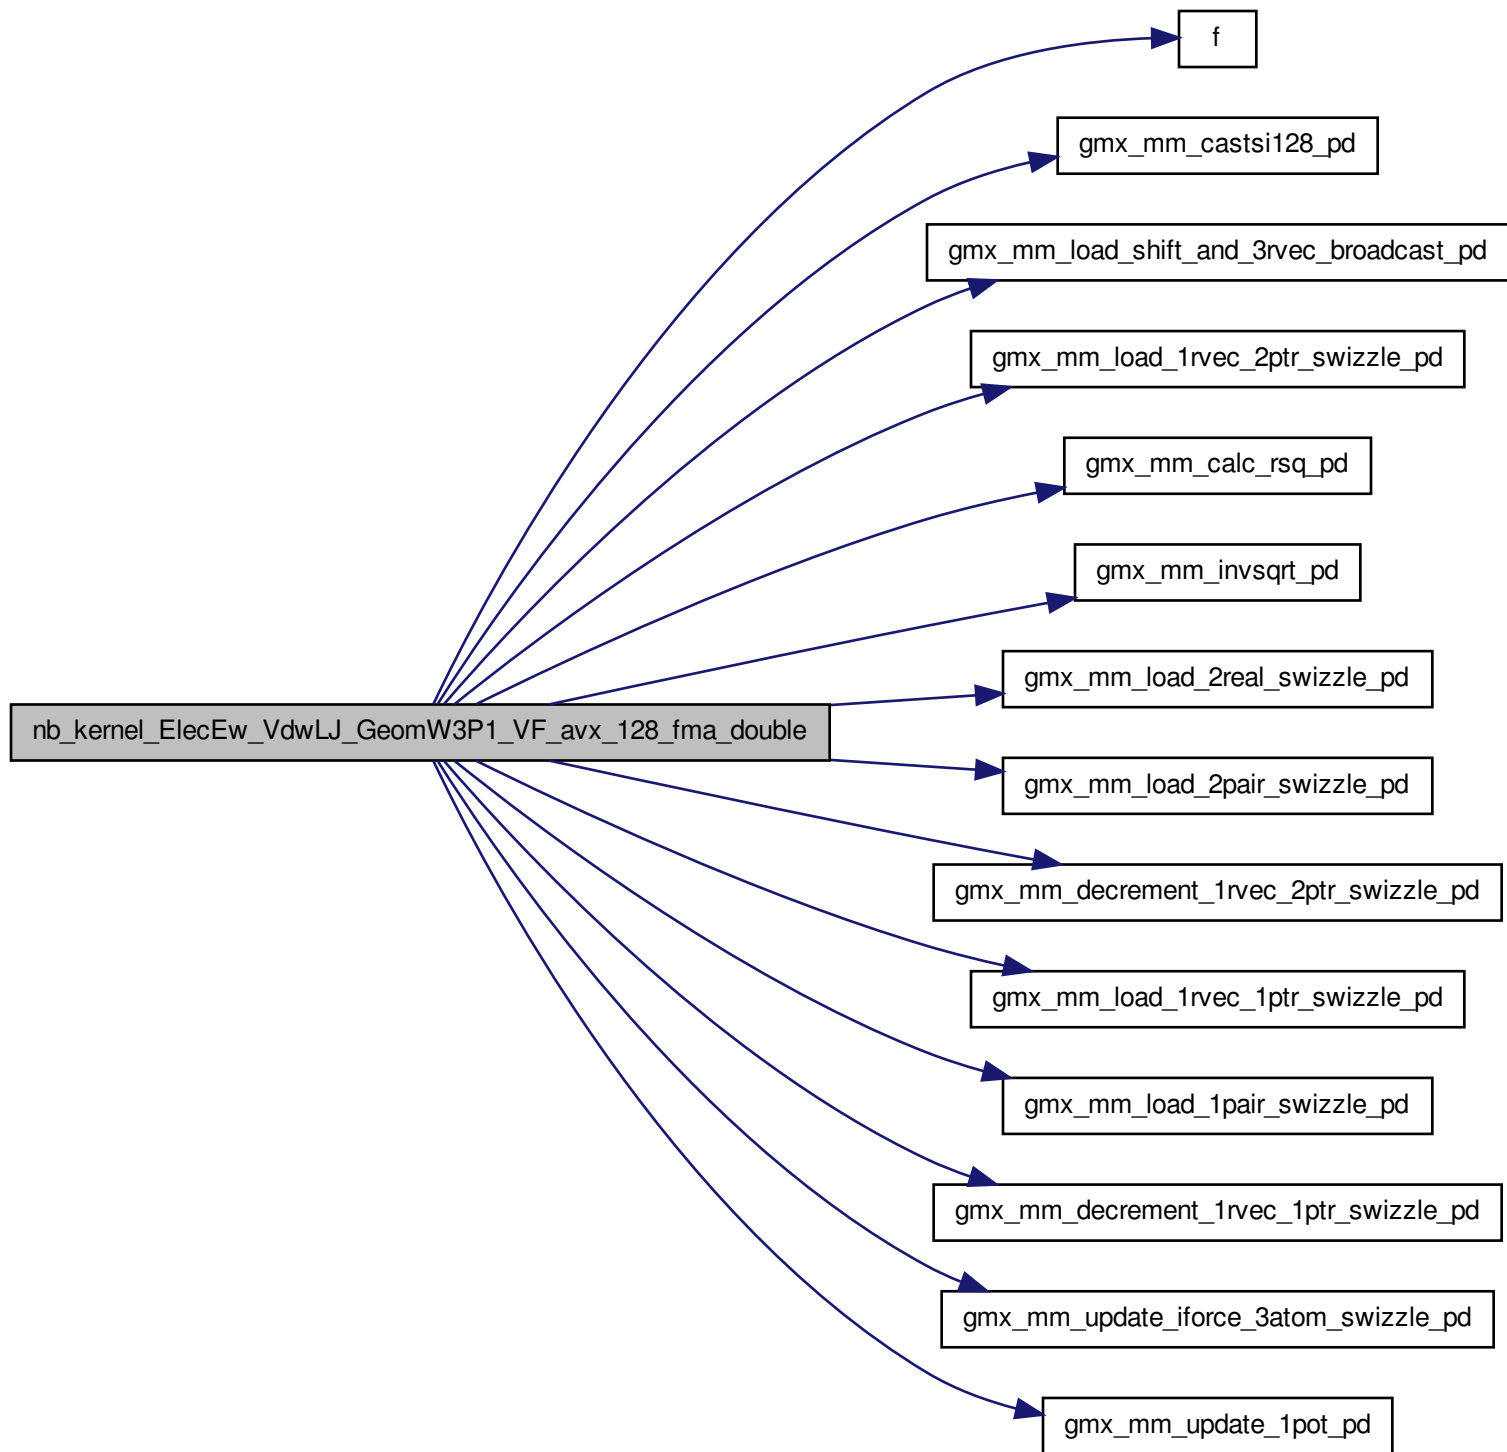 f
gmx_mm_castsi128_pd
gmx_mm_load_shift_and_3rvec_broadcast_pd
gmx_mm_load_1rvec_2ptr_swizzle_pd
gmx_mm_calc_rsq_pd
gmx_mm_invsqrt_pd
gmx_mm_load_2real_swizzle_pd
nb_kernel_ElecEw_VdwLJ_GeomW3P1_VF_avx_128_fma_double
gmx_mm_load_2pair_swizzle_pd
gmx_mm_decrement_1rvec_2ptr_swizzle_pd
gmx_mm_load_1rvec_1ptr_swizzle_pd
gmx_mm_load_1pair_swizzle_pd
gmx_mm_decrement_1rvec_1ptr_swizzle_pd
gmx_mm_update_iforce_3atom_swizzle_pd
gmx_mm_update_1pot_pd